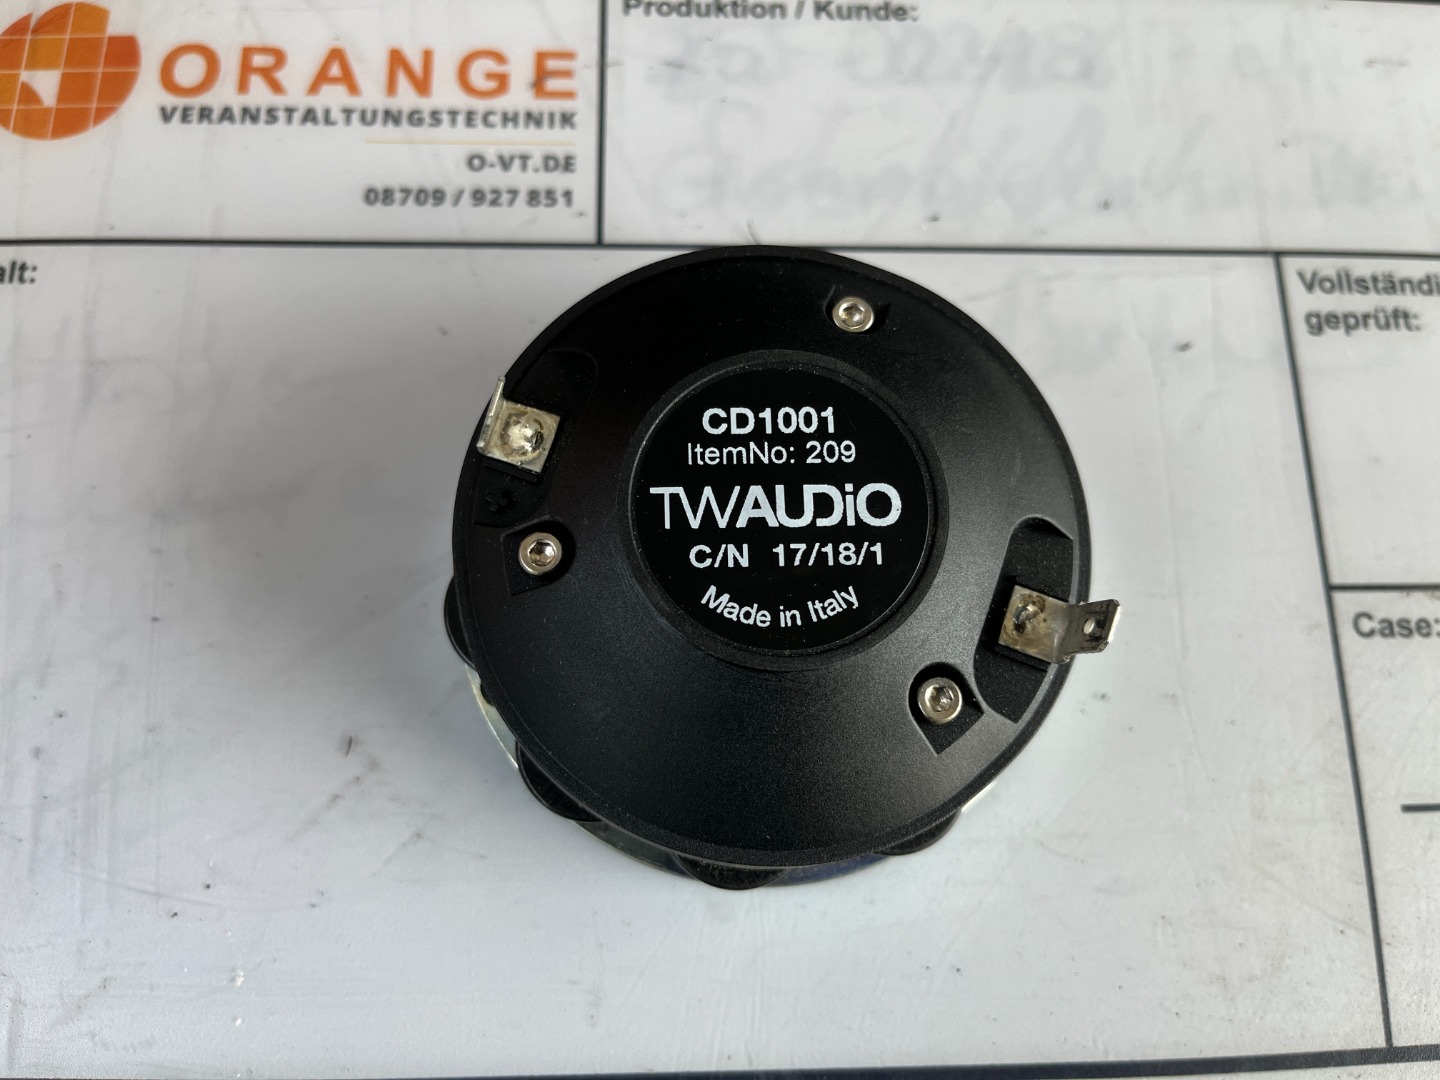 ORANGE
VERANSTALTUNGSTECHNIK
O-VT.DE
08709 / 927 851
Produktion / Kunde:
alt:
Vollständi
geprüft:
Case:
CD1001
ItemNo: 209
TWAUDiO
C/N 17/18/1
Made in Italy
+